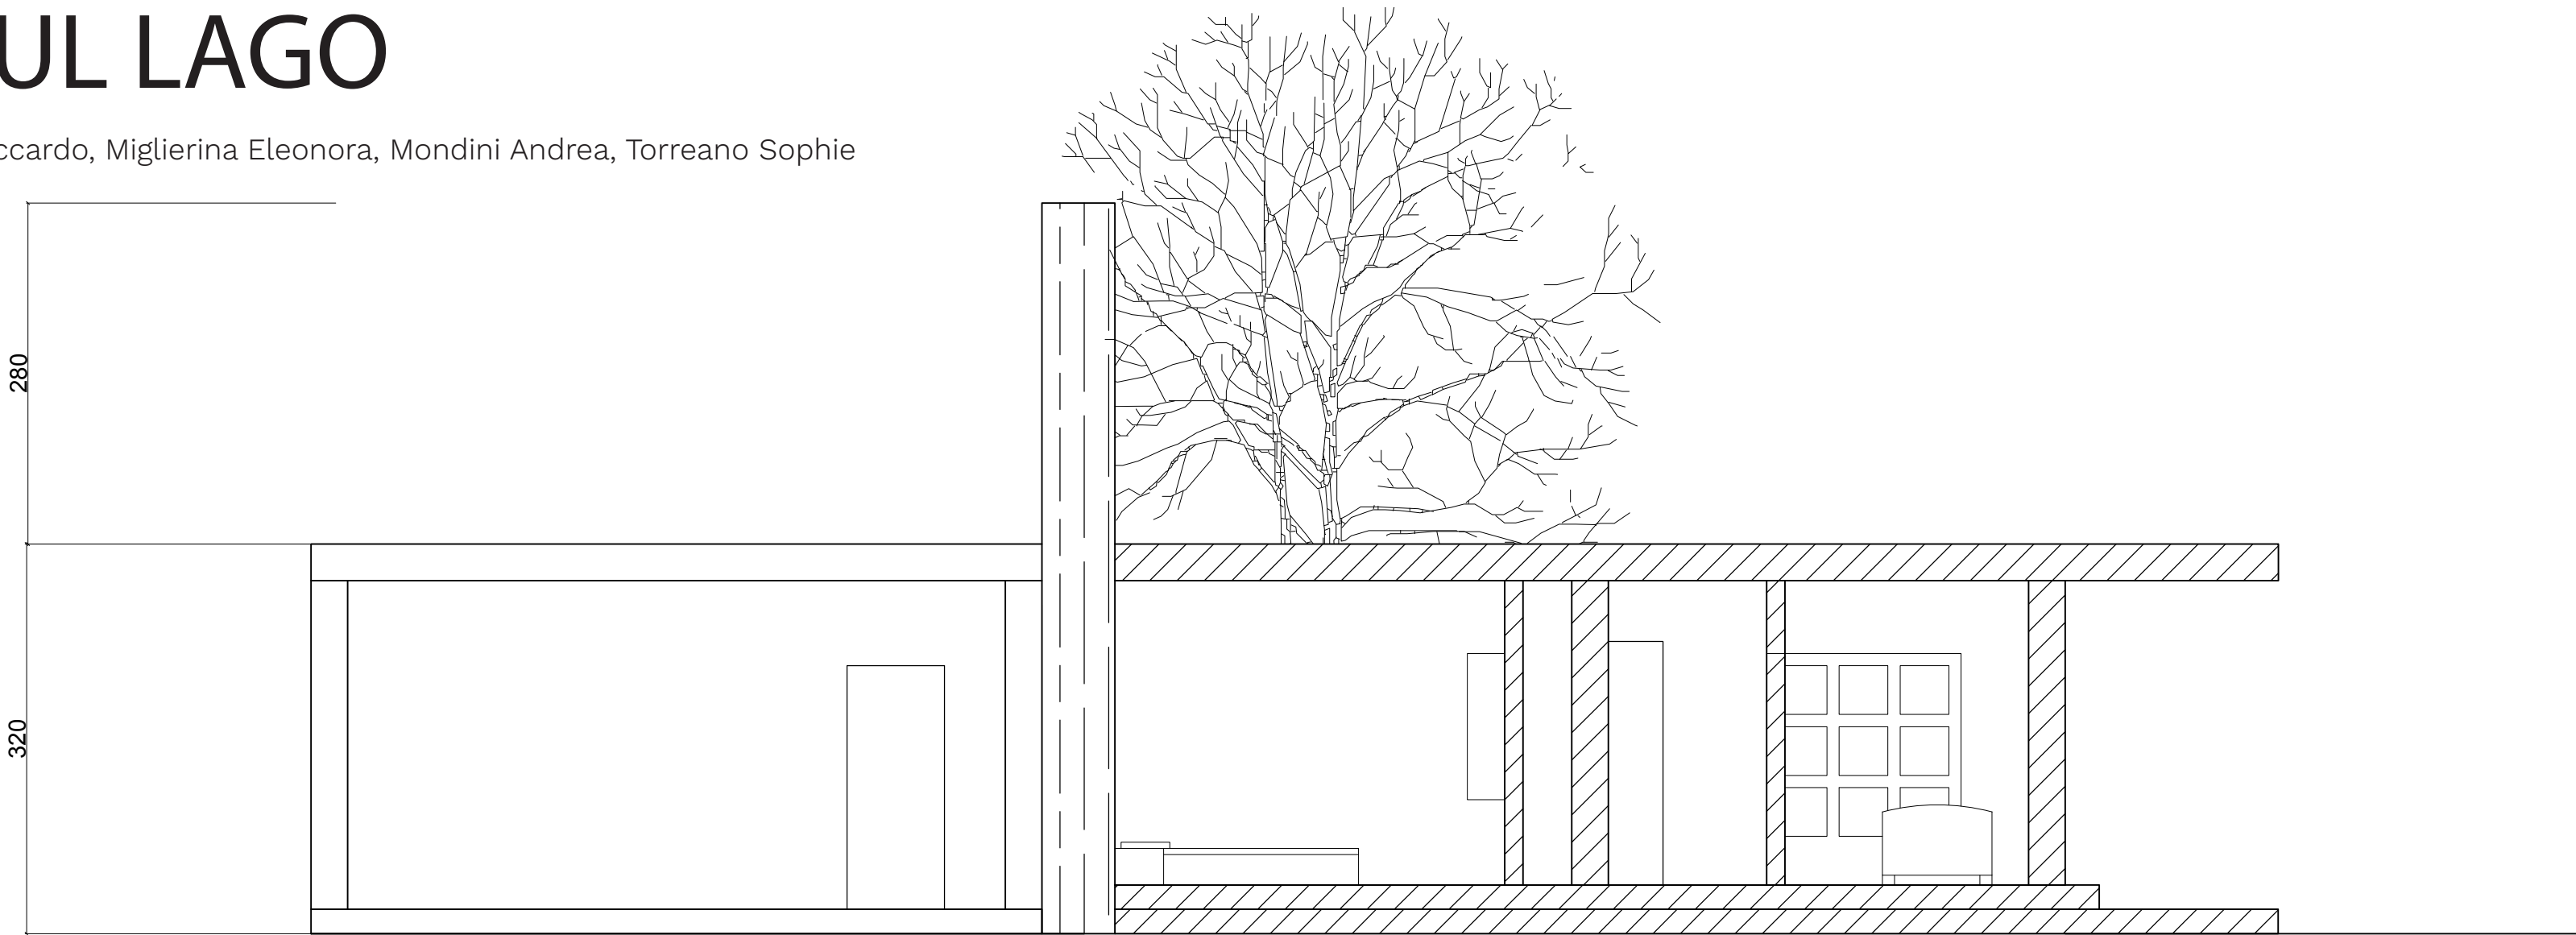 UL LAGO
ccardo, Miglierina Eleonora, Mondini Andrea, Torreano Sophie
280
320